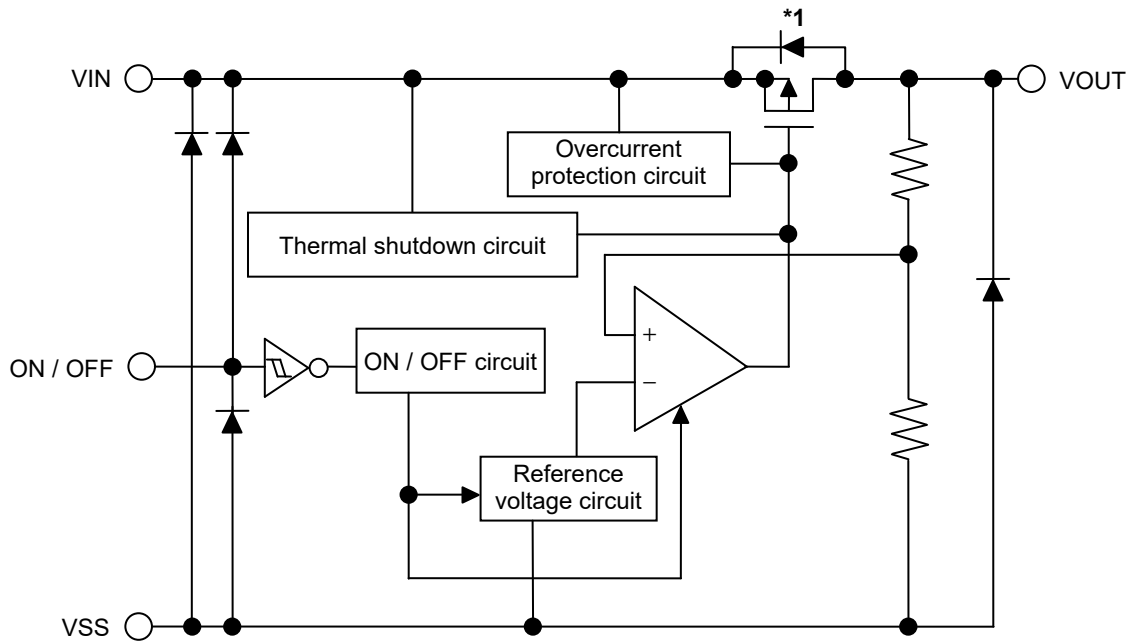 *1
VIN
VOUT
Overcurrent
protection circuit
Thermal shutdown circuit
+
ON / OFF
ON / OFF circuit
−
Reference
voltage circuit
VSS